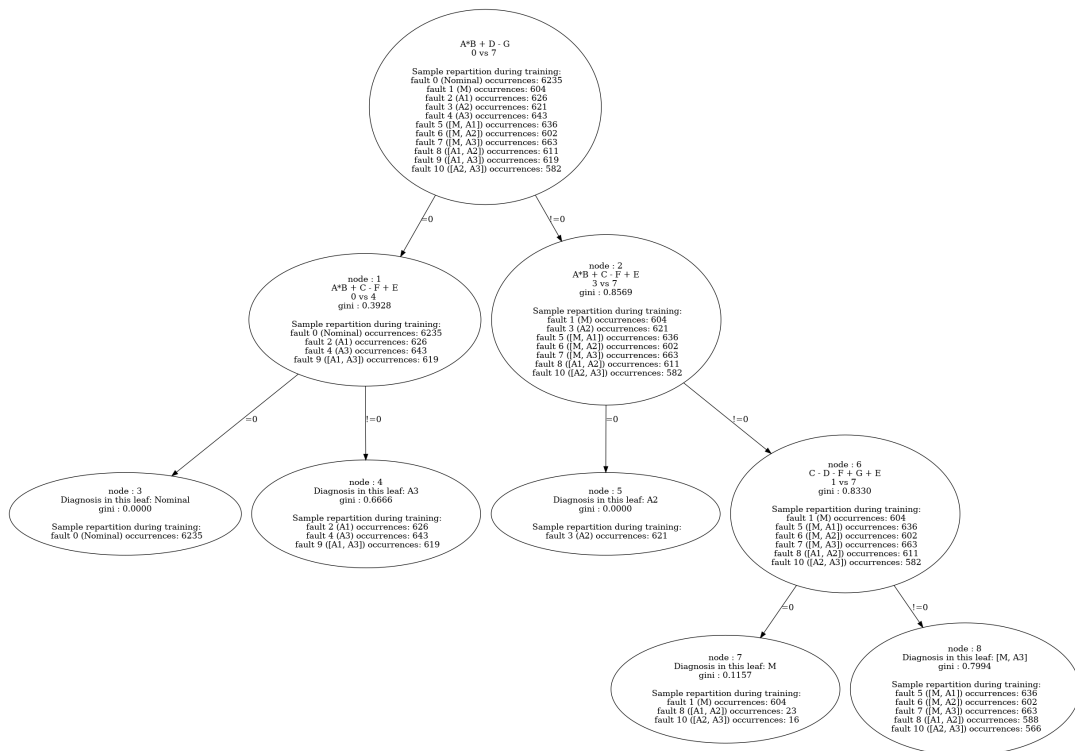 A*B + D - G
0 vs 7
Sample repartition during training:
fault 0 (Nominal) occurrences: 6235
fault 1 (M) occurrences: 604
fault 2 (A1) occurrences: 626
fault 3 (A2) occurrences: 621
fault 4 (A3) occurrences: 643
fault 5 ([M, A1]) occurrences: 636
fault 6 ([M, A2]) occurrences: 602
fault 7 ([M, A3]) occurrences: 663
fault 8 ([A1, A2]) occurrences: 611
fault 9 ([A1, A3]) occurrences: 619
fault 10 ([A2, A3]) occurrences: 582
=0
!=0
node : 1
A*B + C - F + E
0 vs 4
gini : 0.3928
Sample repartition during training:
fault 0 (Nominal) occurrences: 6235
fault 2 (A1) occurrences: 626
fault 4 (A3) occurrences: 643
fault 9 ([A1, A3]) occurrences: 619
node : 2
A*B + C - F + E
3 vs 7
gini : 0.8569
Sample repartition during training:
fault 1 (M) occurrences: 604
fault 3 (A2) occurrences: 621
fault 5 ([M, A1]) occurrences: 636
fault 6 ([M, A2]) occurrences: 602
fault 7 ([M, A3]) occurrences: 663
fault 8 ([A1, A2]) occurrences: 611
fault 10 ([A2, A3]) occurrences: 582
=0
!=0
=0
!=0
node : 3
Diagnosis in this leaf: Nominal
gini : 0.0000
Sample repartition during training:
fault 0 (Nominal) occurrences: 6235
node : 4
Diagnosis in this leaf: A3
gini : 0.6666
Sample repartition during training:
fault 2 (A1) occurrences: 626
fault 4 (A3) occurrences: 643
fault 9 ([A1, A3]) occurrences: 619
node : 5
Diagnosis in this leaf: A2
gini : 0.0000
Sample repartition during training:
fault 3 (A2) occurrences: 621
node : 6
C - D - F + G + E
1 vs 7
gini : 0.8330
Sample repartition during training:
fault 1 (M) occurrences: 604
fault 5 ([M, A1]) occurrences: 636
fault 6 ([M, A2]) occurrences: 602
fault 7 ([M, A3]) occurrences: 663
fault 8 ([A1, A2]) occurrences: 611
fault 10 ([A2, A3]) occurrences: 582
=0
!=0
node : 7
Diagnosis in this leaf: M
gini : 0.1157
Sample repartition during training:
fault 1 (M) occurrences: 604
fault 8 ([A1, A2]) occurrences: 23
fault 10 ([A2, A3]) occurrences: 16
node : 8
Diagnosis in this leaf: [M, A3]
gini : 0.7994
Sample repartition during training:
fault 5 ([M, A1]) occurrences: 636
fault 6 ([M, A2]) occurrences: 602
fault 7 ([M, A3]) occurrences: 663
fault 8 ([A1, A2]) occurrences: 588
fault 10 ([A2, A3]) occurrences: 566